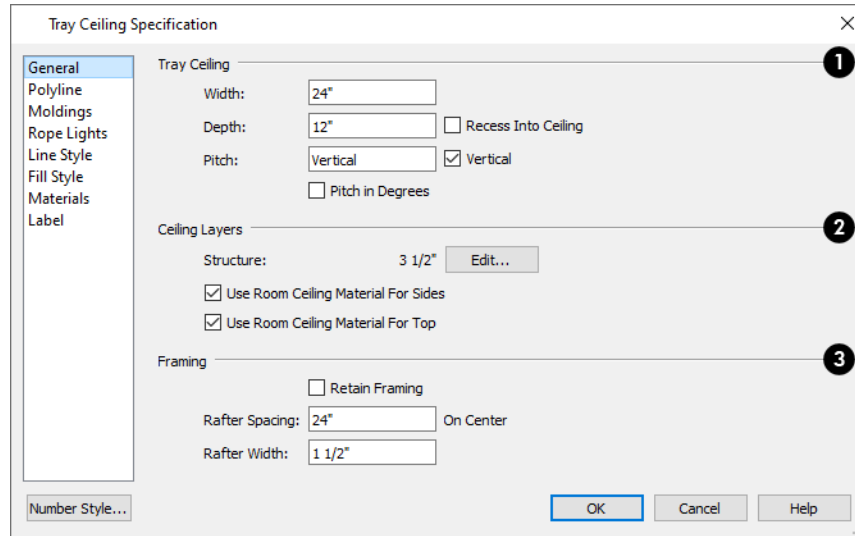 Tray Ceiling Specification
General
Polyline
Moldings
Rope Lights
Line Style
Fill Style
Materials
Label
Tray Ceiling 1
Width: 24"
Depth: 12" Recess Into Ceiling
Pitch: Vertical Vertical
Pitch in Degrees
Ceiling Layers 2
Structure: 3 1/2" Edit...
Use Room Ceiling Material For Sides
Use Room Ceiling Material For Top
Framing 3
Retain Framing
Rafter Spacing: 24" On Center
Rafter Width: 1 1/2"
Number Style... OK Cancel Help